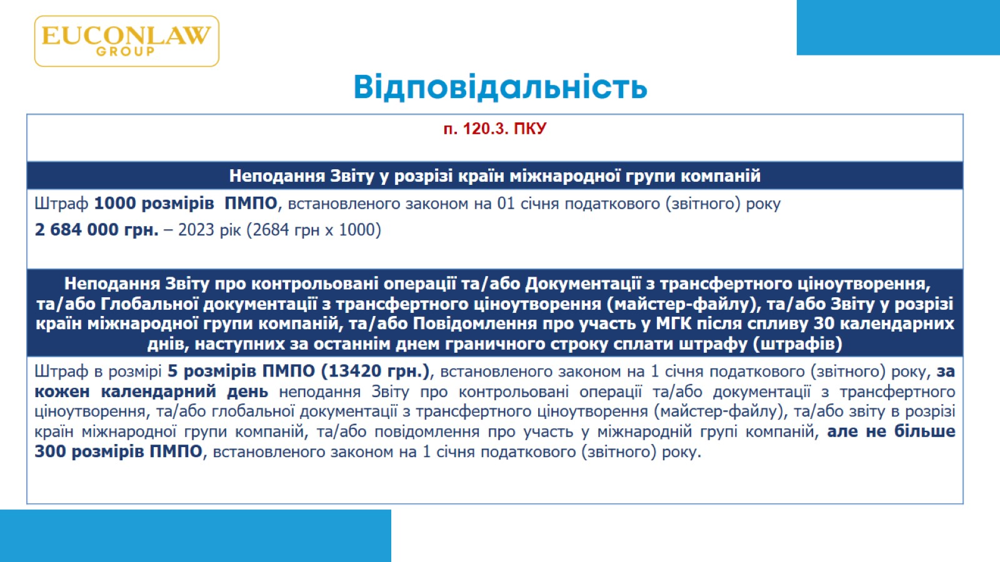 EUCONLAW
GROUP
Відповідальність
п. 120.3. ПКУ
Неподання Звіту у розрізі країн міжнародної групи компаній
Штраф 1000 розмірів ПМПО, встановленого законом на 01 січня податкового (звітного) року
2 684 000 грн. – 2023 рік (2684 грн х 1000)
Неподання Звіту про контрольовані операції та/або Документації з трансфертного ціноутворення,
та/або Глобальної документації з трансфертного ціноутворення (майстер-файлу), та/або Звіту у розрізі
країн міжнародної групи компаній, та/або Повідомлення про участь у МГК після спливу 30 календарних
днів, наступних за останнім днем граничного строку сплати штрафу (штрафів)
Штраф в розмірі 5 розмірів ПМПО (13420 грн.), встановленого законом на 1 січня податкового (звітного) року, за
кожен календарний день неподання Звіту про контрольовані операції та/або документації з трансфертного
ціноутворення, та/або глобальної документації з трансфертного ціноутворення (майстер-файлу), та/або звіту в розрізі
країн міжнародної групи компаній, та/або повідомлення про участь у міжнародній групі компаній, але не більше
300 розмірів ПМПО, встановленого законом на 1 січня податкового (звітного) року.